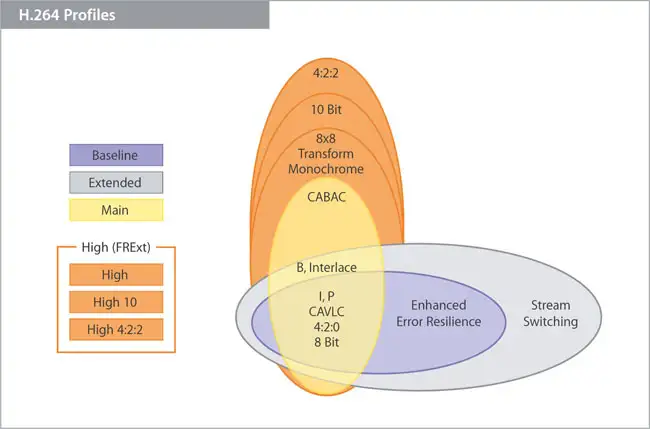 H.264 Profiles
4:2:2
10 Bit
8x8
Transform
Monochrome
CABAC
B, Interlace
I, P
CAVLC
4:2:0
8 Bit
Enhanced
Error Resilience
Stream
Switching
Baseline
Extended
Main
High (FRExt)
High
High 10
High 4:2:2